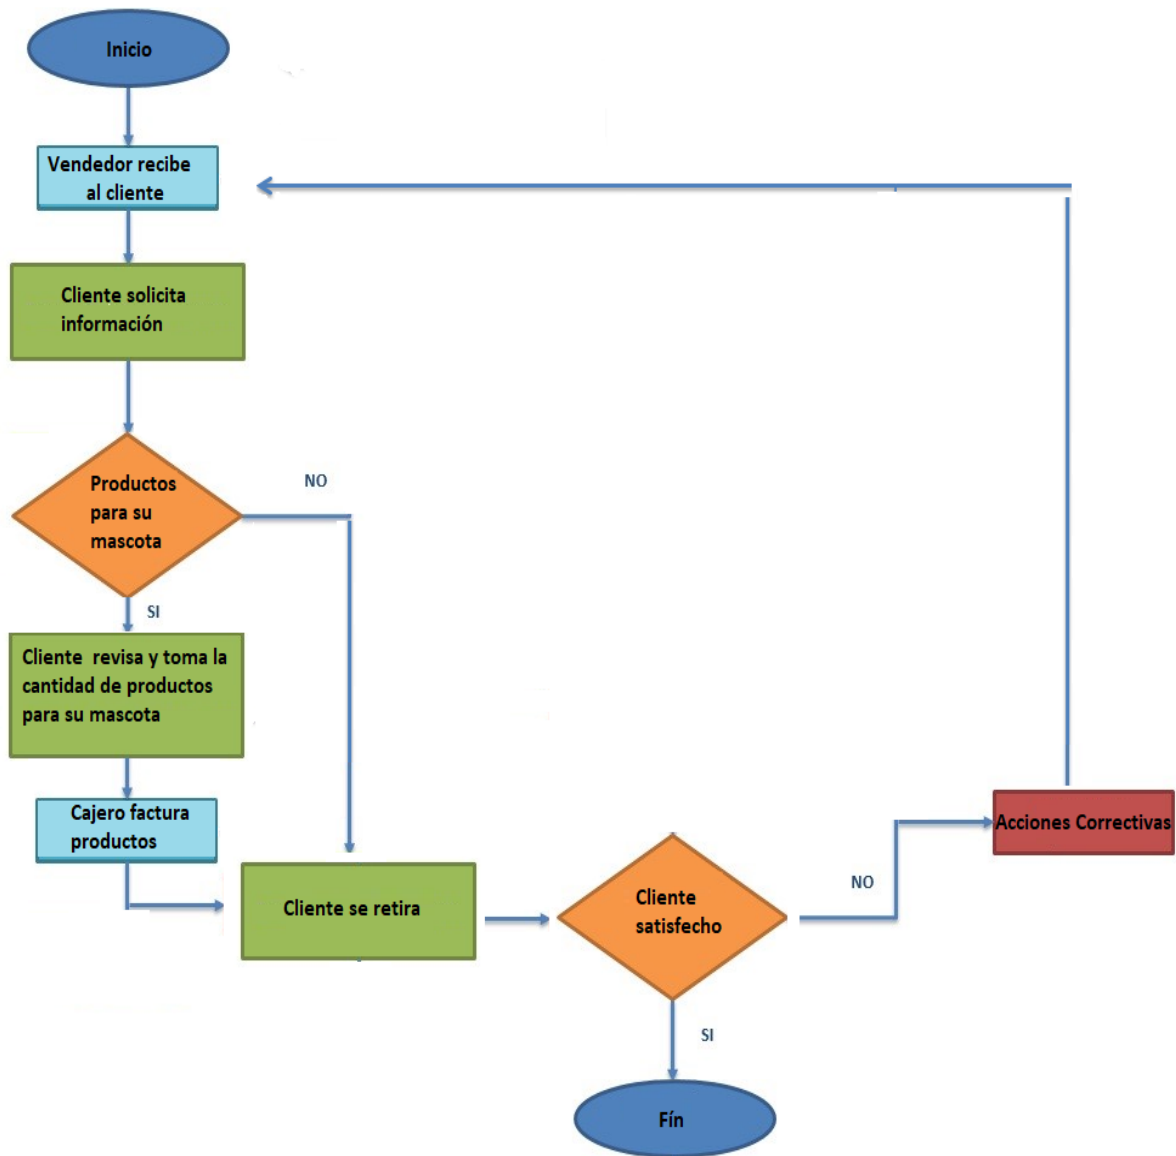 Inicio
Vendedor recibe
al cliente
Cliente solicita
información
Productos
para su
mascota
NO
SI
Cliente revisa y toma la
cantidad de productos
para su mascota
Cajero factura
productos
Cliente se retira
Cliente
satisfecho
NO
Acciones Correctivas
SI
Fín